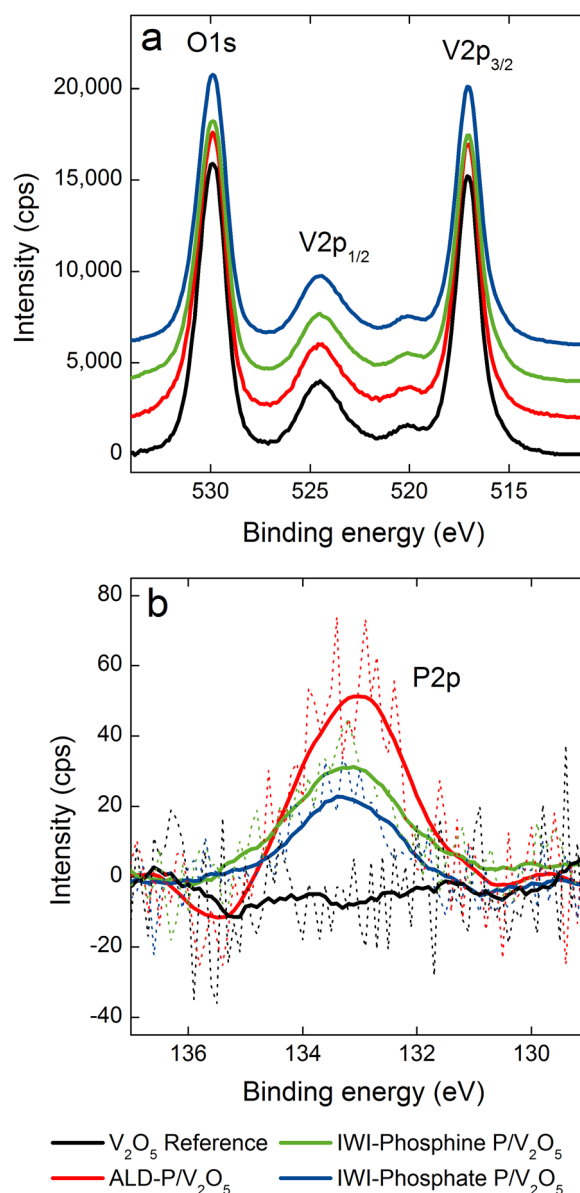 a
O1s
V2p3/2
V2p1/2
20,000
15,000
10,000
5,000
0
Intensity (cps)
530
525
520
515
Binding energy (eV)
b
P2p
80
60
40
20
0
-20
-40
Intensity (cps)
136
134
132
130
Binding energy (eV)
V2O5 Reference
IWI-Phosphine P/V2O5
ALD-P/V2O5
IWI-Phosphate P/V2O5